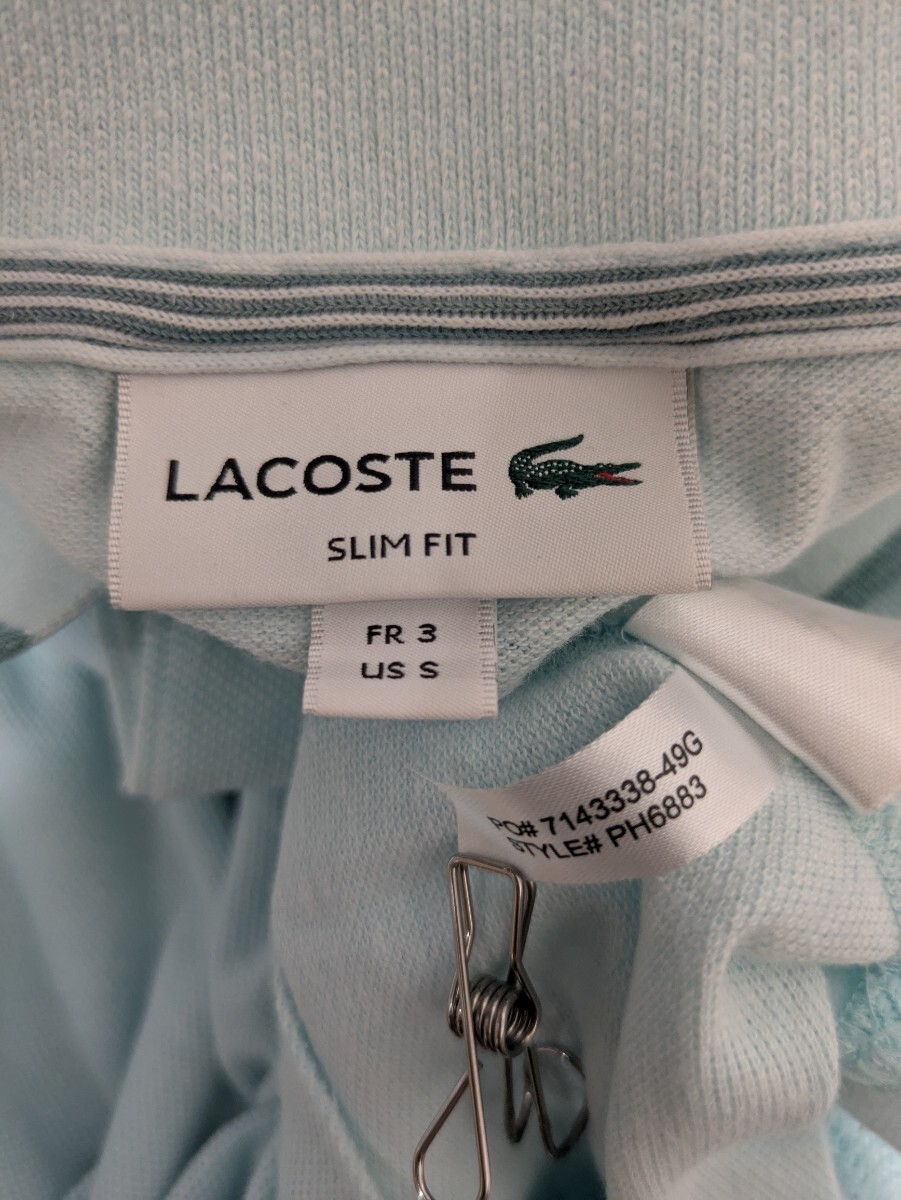 LACOSTE
SLIM FIT
FR 3
US S
PO# 7143338-49G
STYLE# PH6883